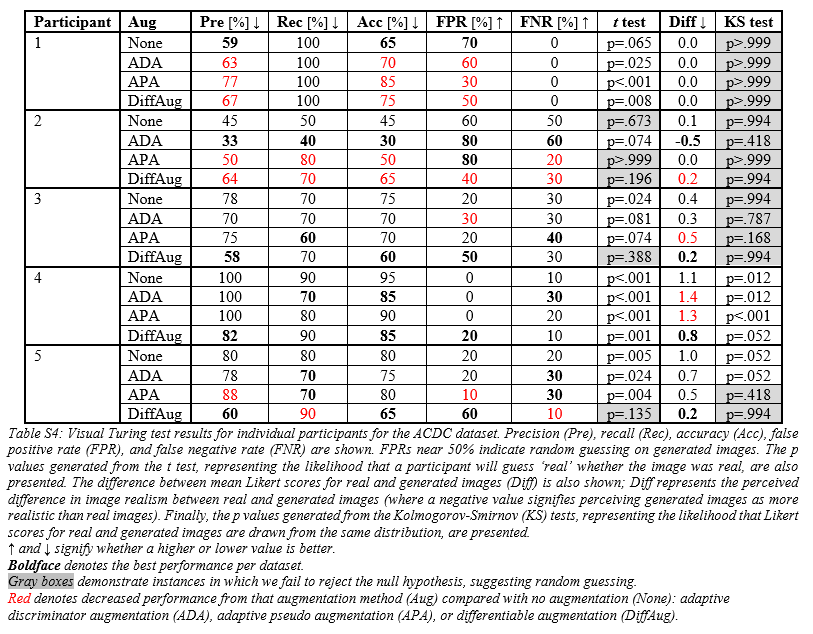 Participant Aug Pre [%] ↓ Rec [%] ↓ Acc [%] ↓ FPR [%] ↑ FNR [%] ↑ t test Diff ↓ KS test
1 None 59 100 65 70 0 p=.065 0.0 p>.999
ADA 63 100 70 60 0 p=.025 0.0 p>.999
APA 77 100 85 30 0 p<.001 0.0 p>.999
DiffAug 67 100 75 50 0 p=.008 0.0 p>.999
2 None 45 50 45 60 50 p=.673 0.1 p=.994
ADA 33 40 30 80 60 p=.074 -0.5 p=.418
APA 50 80 50 80 20 p>.999 0.0 p>.999
DiffAug 64 70 65 40 30 p=.196 0.2 p=.994
3 None 78 70 75 20 30 p=.024 0.4 p=.994
ADA 70 70 70 30 30 p=.081 0.3 p=.787
APA 75 60 70 20 40 p=.074 0.5 p=.168
DiffAug 58 70 60 50 30 p=.388 0.2 p=.994
4 None 100 90 95 0 10 p<.001 1.1 p=.012
ADA 100 70 85 0 30 p<.001 1.4 p=.012
APA 100 80 90 0 20 p<.001 1.3 p<.001
DiffAug 82 90 85 20 10 p=.001 0.8 p=.052
5 None 80 80 80 20 20 p=.005 1.0 p=.052
ADA 78 70 75 20 30 p=.024 0.7 p=.052
APA 88 70 80 10 30 p=.004 0.5 p=.418
DiffAug 60 90 65 60 10 p=.135 0.2 p=.994
Table S4: Visual Turing test results for individual participants for the ACDC dataset. Precision (Pre), recall (Rec), accuracy (Acc), false
positive rate (FPR), and false negative rate (FNR) are shown. FPRs near 50% indicate random guessing on generated images. The p
values generated from the t test, representing the likelihood that a participant will guess ‘real’ whether the image was real, are also
presented. The difference between mean Likert scores for real and generated images (Diff) is also shown; Diff represents the perceived
difference in image realism between real and generated images (where a negative value signifies perceiving generated images as more
realistic than real images). Finally, the p values generated from the Kolmogorov-Smirnov (KS) tests, representing the likelihood that Likert
scores for real and generated images are drawn from the same distribution, are presented.
↑ and ↓ signify whether a higher or lower value is better.
Boldface denotes the best performance per dataset.
Gray boxes demonstrate instances in which we fail to reject the null hypothesis, suggesting random guessing.
Red denotes decreased performance from that augmentation method (Aug) compared with no augmentation (None): adaptive
discriminator augmentation (ADA), adaptive pseudo augmentation (APA), or differentiable augmentation (DiffAug).